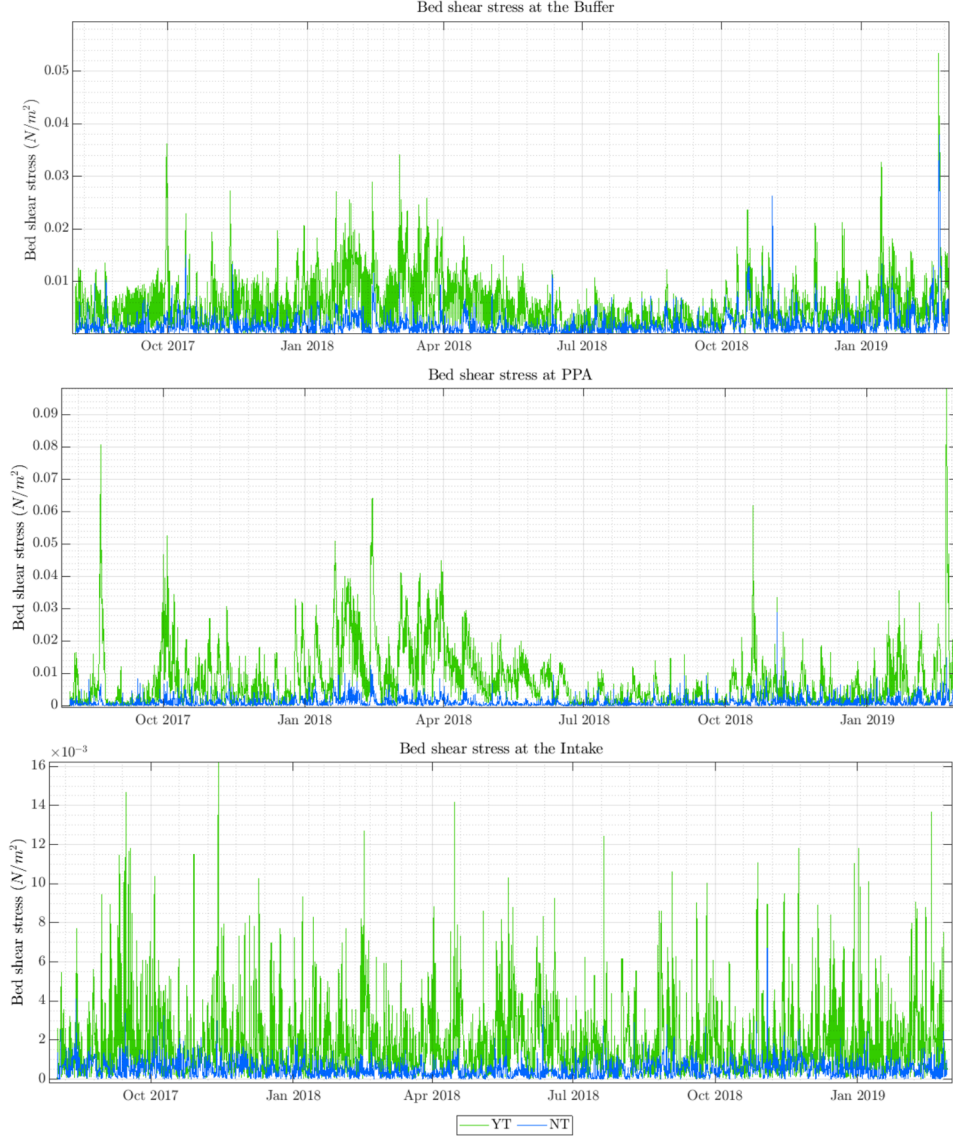 Bed shear stress at the Buffer
Bed shear stress (N/m²)
0.05
0.04
0.03
0.02
0.01
Oct 2017 Jan 2018 Apr 2018 Jul 2018 Oct 2018 Jan 2019
Bed shear stress at PPA
Bed shear stress (N/m²)
0.09
0.08
0.07
0.06
0.05
0.04
0.03
0.02
0.01
0
Oct 2017 Jan 2018 Apr 2018 Jul 2018 Oct 2018 Jan 2019
Bed shear stress at the Intake
×10⁻³
Bed shear stress (N/m²)
16
14
12
10
8
6
4
2
0
Oct 2017 Jan 2018 Apr 2018 Jul 2018 Oct 2018 Jan 2019
YT NT